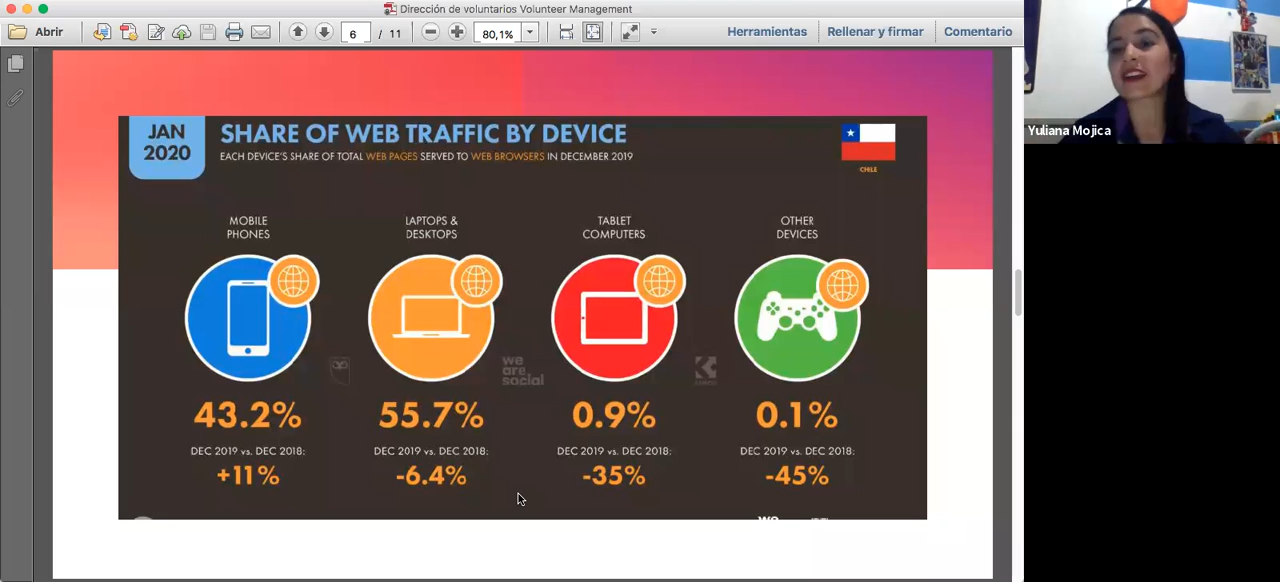 Dirección de voluntarios Volunteer Management
Abrir
6 / 11
80,1%
Herramientas
Rellenar y firmar
Comentario
Yuliana Mojica
JAN
2020
SHARE OF WEB TRAFFIC BY DEVICE
EACH DEVICE'S SHARE OF TOTAL WEB PAGES SERVED TO WEB BROWSERS IN DECEMBER 2019
CHILE
MOBILE
PHONES
LAPTOPS &
DESKTOPS
TABLET
COMPUTERS
OTHER
DEVICES
we
are
social
43.2%
55.7%
0.9%
0.1%
DEC 2019 vs. DEC 2018:
DEC 2019 vs. DEC 2018:
DEC 2019 vs. DEC 2018:
DEC 2019 vs. DEC 2018:
+11%
-6.4%
-35%
-45%